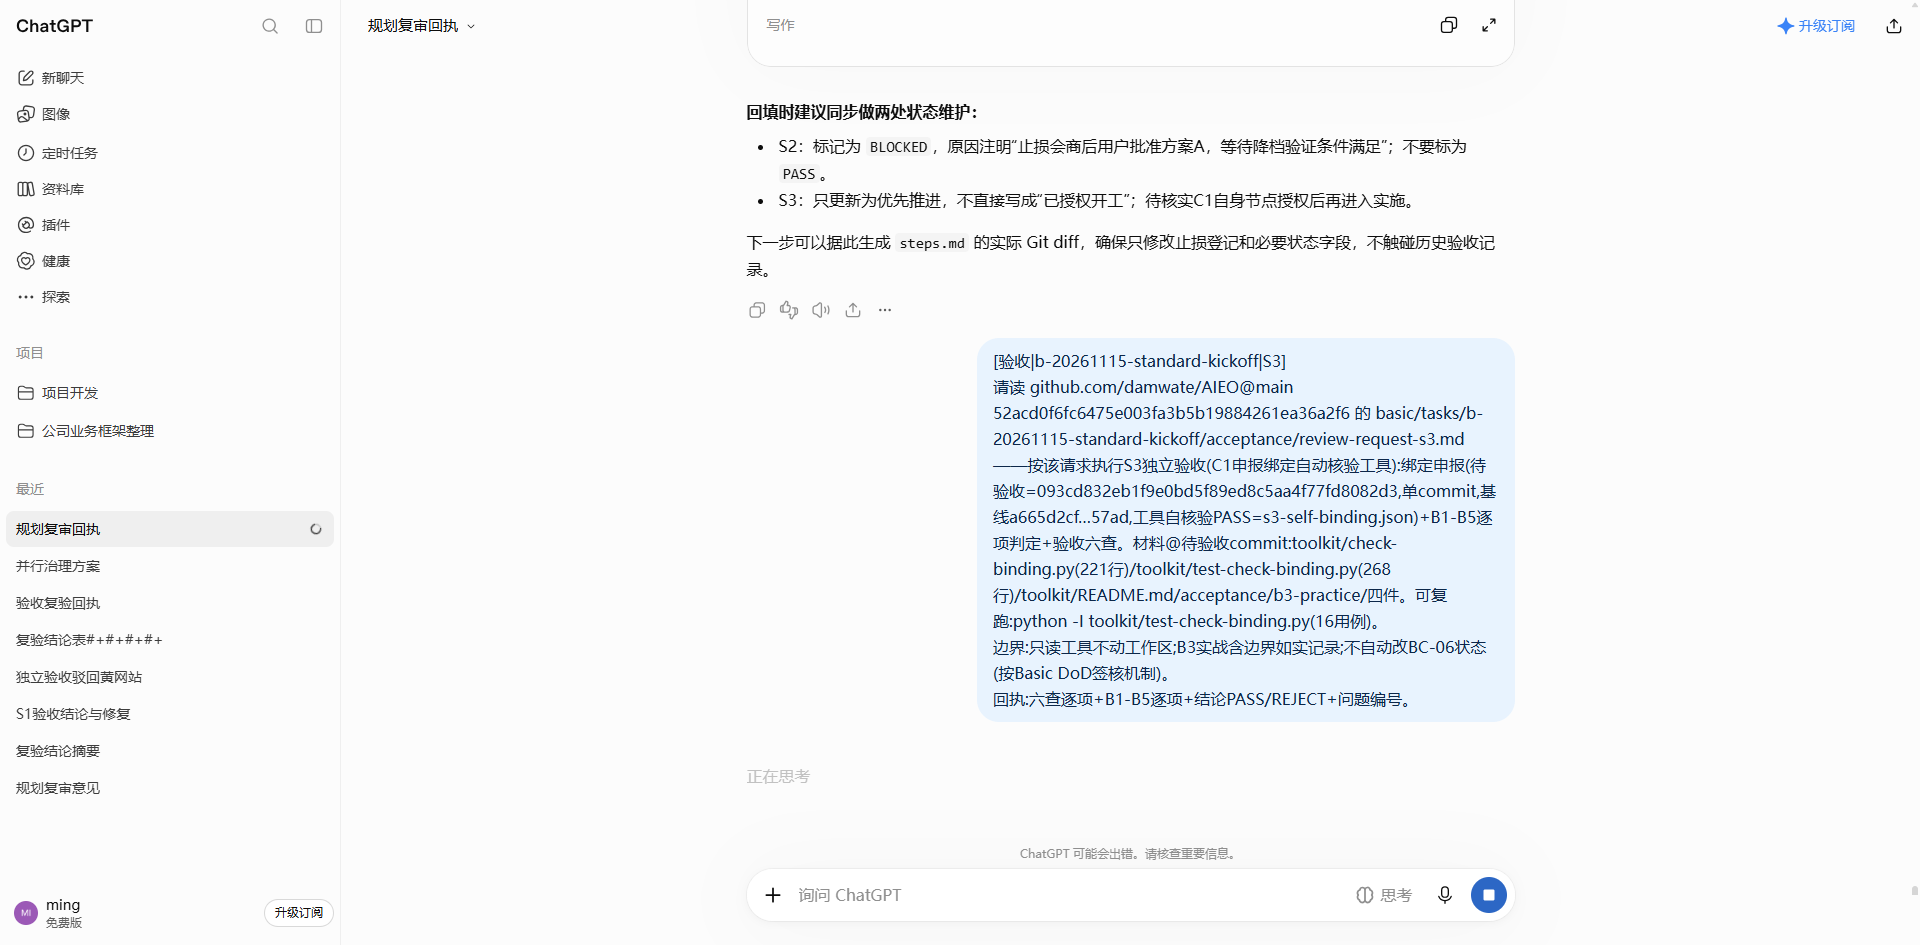 ChatGPT
新聊天
图像
定时任务
资料库
插件
健康
探索
项目
项目开发
公司业务框架整理
最近
规划复审回执
并行治理方案
验收复验回执
复验结论表#+#+#+#+
独立验收驳回黄网站
S1验收结论与修复
复验结论摘要
规划复审意见
MI
ming
免费版
升级订阅
规划复审回执
升级订阅
写作
回填时建议同步做两处状态维护：
• S2：标记为 BLOCKED，原因注明“止损会商后用户批准方案A，等待降档验证条件满足”；不要标为
PASS。
• S3：只更新为优先推进，不直接写成“已授权开工”；待核实C1自身节点授权后再进入实施。
下一步可以据此生成 steps.md 的实际 Git diff，确保只修改止损登记和必要状态字段，不触碰历史验收记
录。
[验收|b-20261115-standard-kickoff|S3]
请读 github.com/damwate/AIEO@main
52acd0f6fc6475e003fa3b5b19884261ea36a2f6 的 basic/tasks/b-
20261115-standard-kickoff/acceptance/review-request-s3.md
——按该请求执行S3独立验收(C1申报绑定自动核验工具):绑定申报(待
验收=093cd832eb1f9e0bd5f89ed8c5aa4f77fd8082d3,单commit,基
线a665d2cf…57ad,工具自核验PASS=s3-self-binding.json)+B1-B5逐
项判定+验收六查。材料@待验收commit:toolkit/check-
binding.py(221行)/toolkit/test-check-binding.py(268
行)/toolkit/README.md/acceptance/b3-practice/四件。可复
跑:python -I toolkit/test-check-binding.py(16用例)。
边界:只读工具不动工作区;B3实战含边界如实记录;不自动改BC-06状态
(按Basic DoD签核机制)。
回执:六查逐项+B1-B5逐项+结论PASS/REJECT+问题编号。
正在思考
ChatGPT 可能会出错。请核查重要信息。
询问 ChatGPT
思考